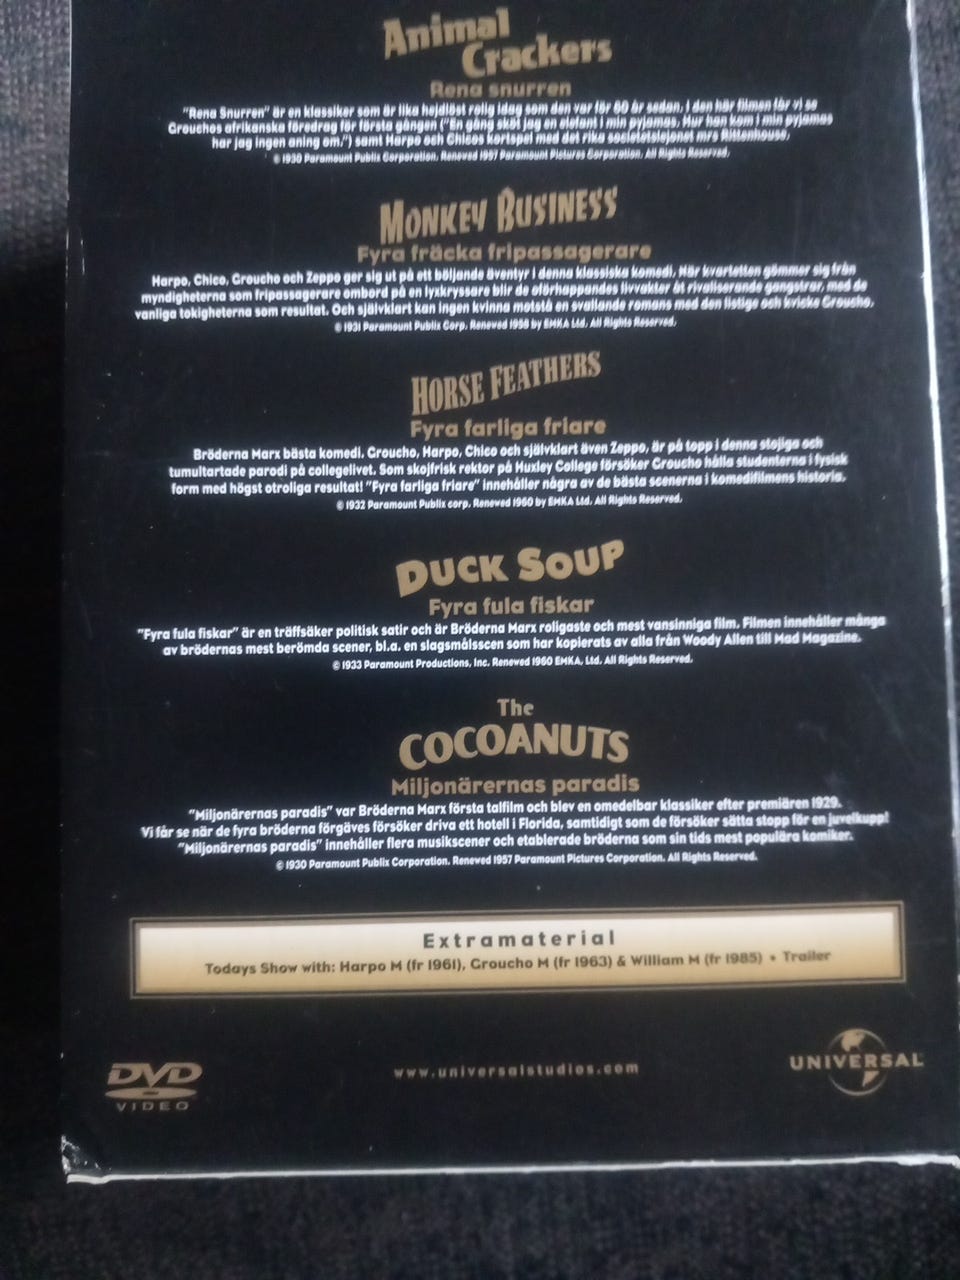 Animal
Crackers
Rena snurren
"Rena Snurren" är en klassiker som är lika hejdlöst rolig idag som den var för 60 år sedan. I den här filmen får vi se
Grouchos afrikanska föredrag för första gången ("En gång sköt jag en elefant i min pyjamas. Hur han kom i min pyjamas
har jag ingen aning om.") samt Harpo och Chicos kortspel med det rika societetslejonet mrs Rittenhouse.
© 1930 Paramount Publix Corporation. Renewed 1957 Paramount Pictures Corporation. All Rights Reserved.
MONKEY BUSINESS
Fyra fräcka fripassagerare
Harpo, Chico, Groucho och Zeppo ger sig ut på ett böljande äventyr i denna klassiska komedi. När kvartetten gömmer sig från
myndigheterna som fripassagerare ombord på en lyxkryssare blir de oförhappandes livvakter åt rivaliserande gangstrar, med de
vanliga tokigheterna som resultat. Och självklart kan ingen kvinna motstå en svallande romans med den listige och kvicke Groucho.
© 1931 Paramount Publix Corp. Renewed 1958 by EMKA Ltd. All Rights Reserved.
HORSE FEATHERS
Fyra farliga friare
Bröderna Marx bästa komedi. Groucho, Harpo, Chico och självklart även Zeppo, är på topp i denna stojiga och
tumultartade parodi på collegelivet. Som skojfrisk rektor på Huxley College försöker Groucho hålla studenterna i fysisk
form med högst otroliga resultat! "Fyra farliga friare" innehåller några av de bästa scenerna i komedifilmens historia.
© 1932 Paramount Publix corp. Renewed 1960 by EMKA Ltd. All Rights Reserved.
DUCK SOUP
Fyra fula fiskar
"Fyra fula fiskar" är en träffsäker politisk satir och är Bröderna Marx roligaste och mest vansinniga film. Filmen innehåller många
av brödernas mest berömda scener, bl.a. en slagsmålsscen som har kopierats av alla från Woody Allen till Mad Magazine.
© 1933 Paramount Productions, Inc. Renewed 1960 EMKA, Ltd. All Rights Reserved.
The
COCOANUTS
Miljonärernas paradis
"Miljonärernas paradis" var Bröderna Marx första talfilm och blev en omedelbar klassiker efter premiären 1929.
Vi får se när de fyra bröderna förgäves försöker driva ett hotell i Florida, samtidigt som de försöker sätta stopp för en juvelkupp!
"Miljonärernas paradis" innehåller flera musikscener och etablerade bröderna som sin tids mest populära komiker.
© 1930 Paramount Publix Corporation. Renewed 1957 Paramount Pictures Corporation. All Rights Reserved.
Extramaterial
Todays Show with: Harpo M (fr 1961), Groucho M (fr 1963) & William M (fr 1985) • Trailer
DVD
VIDEO
www.universalstudios.com
UNIVERSAL